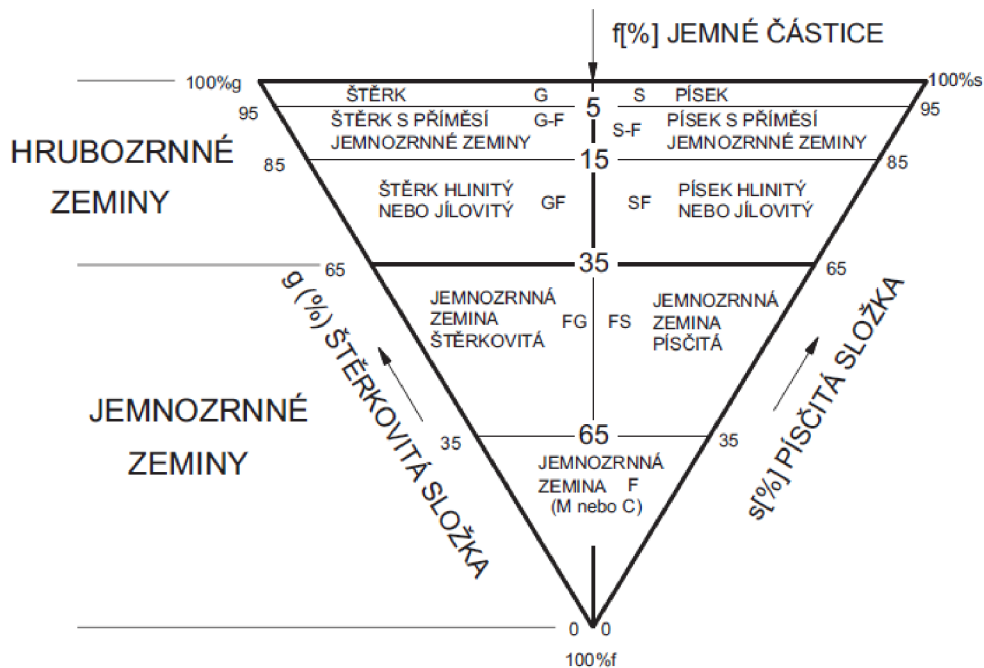 f[%] JEMNÉ ČÁSTICE
100%g
100%s
ŠTĚRK G S PÍSEK
95 5 95
ŠTĚRK S PŘÍMĚSÍ G-F S-F PÍSEK S PŘÍMĚSÍ
JEMNOZRNNÉ ZEMINY JEMNOZRNNÉ ZEMINY
HRUBOZRNNÉ
ZEMINY
85 15 85
ŠTĚRK HLINITÝ GF SF PÍSEK HLINITÝ
NEBO JÍLOVITÝ NEBO JÍLOVITÝ
65 35 65
g (%) ŠTĚRKOVITÁ SLOŽKA
s[%] PÍSČITÁ SLOŽKA
JEMNOZRNNÁ JEMNOZRNNÁ
ZEMINA FG FS ZEMINA
ŠTĚRKOVITÁ PÍSČITÁ
JEMNOZRNNÉ
ZEMINY
35 65 35
JEMNOZRNNÁ
ZEMINA F
(M nebo C)
0 0
100%f